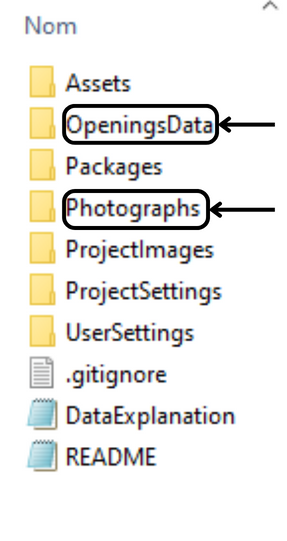 Nom
Assets
OpeningsData
Packages
Photographs
ProjectImages
ProjectSettings
UserSettings
.gitignore
DataExplanation
README